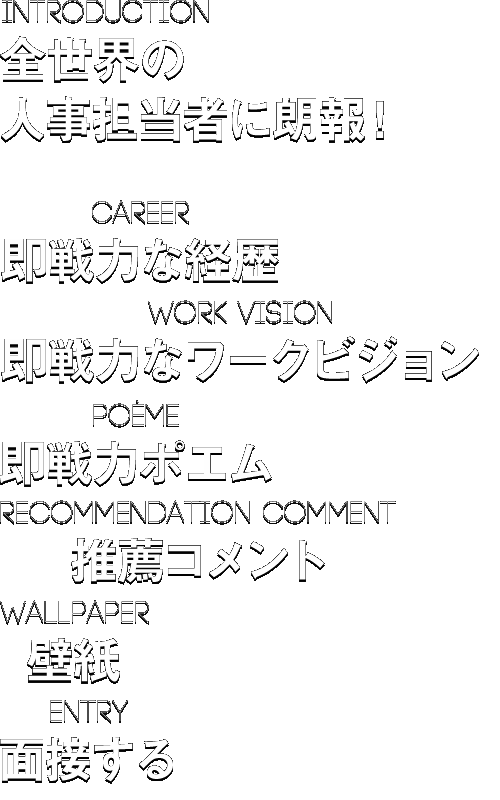 INTRODUCTION
全世界の
人事担当者に朗報!
CAREER
即戦力な経歴
WORK VISION
即戦力なワークビジョン
POÈME
即戦力ポエム
RECOMMENDATION COMMENT
推薦コメント
WALLPAPER
壁紙
ENTRY
面接する